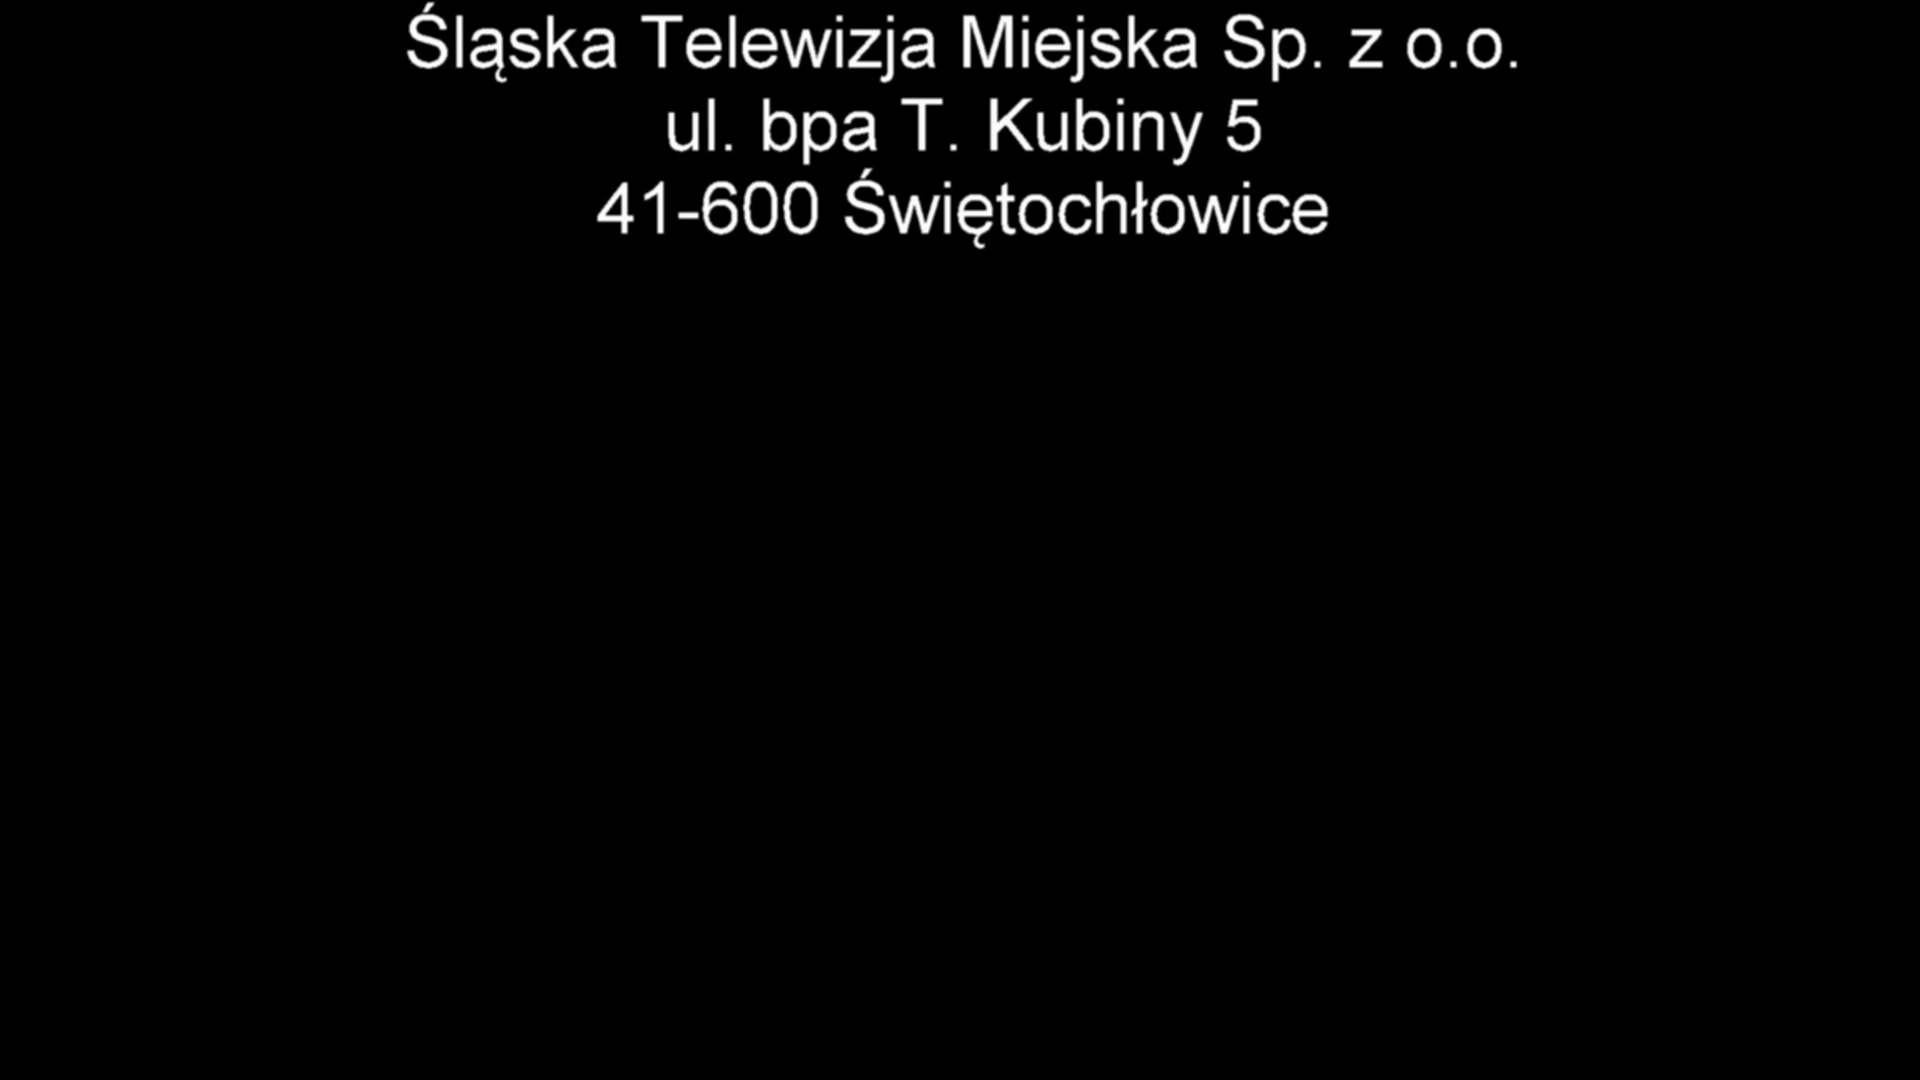 Śląska Telewizja Miejska Sp. z o.o.
ul. bpa T. Kubiny 5
41-600 Świętochłowice